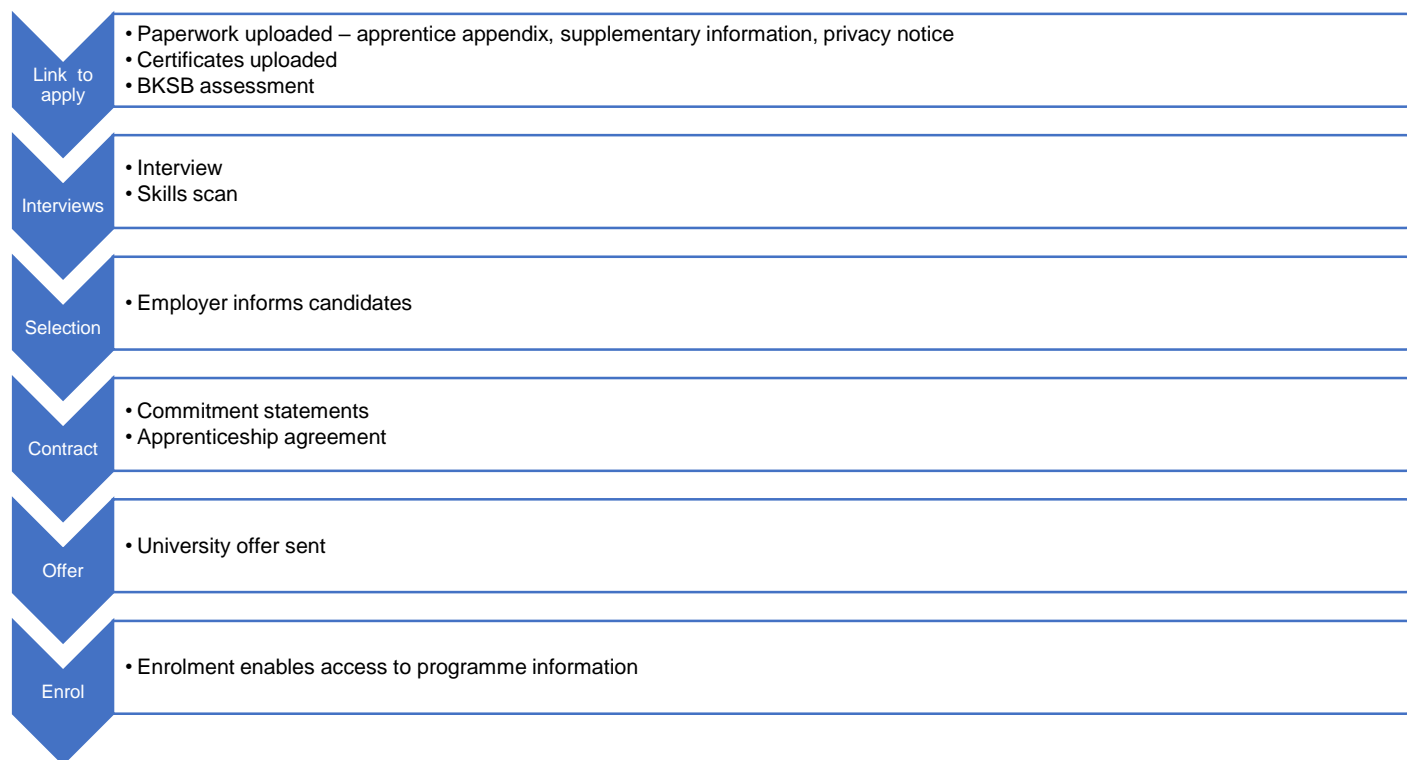 Link to
apply
• Paperwork uploaded – apprentice appendix, supplementary information, privacy notice
• Certificates uploaded
• BKSB assessment
Interviews
• Interview
• Skills scan
Selection
• Employer informs candidates
Contract
• Commitment statements
• Apprenticeship agreement
Offer
• University offer sent
Enrol
• Enrolment enables access to programme information